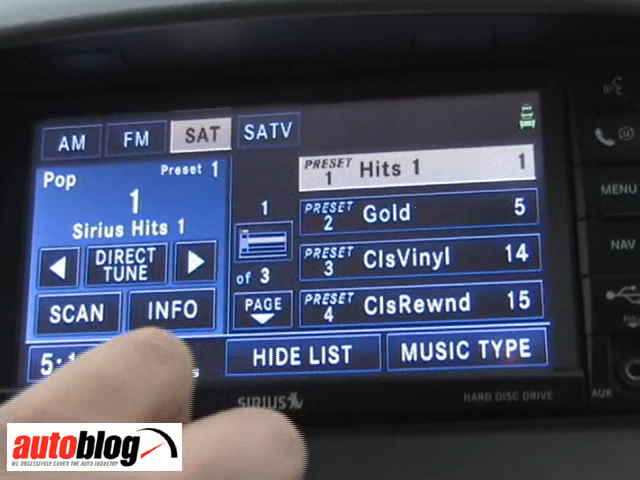 AM FM SAT SATV
Pop Preset 1
1
Sirius Hits 1
DIRECT
TUNE
SCAN INFO
1
of 3
PAGE
PRESET 1 Hits 1 1
PRESET 2 Gold 5
PRESET 3 ClsVinyl 14
PRESET 4 ClsRewnd 15
HIDE LIST MUSIC TYPE
SIRIUS
HARD DISC DRIVE
MENU
NAV
AUX
autoblog
WE OBSESSIVELY COVER THE AUTO INDUSTRY